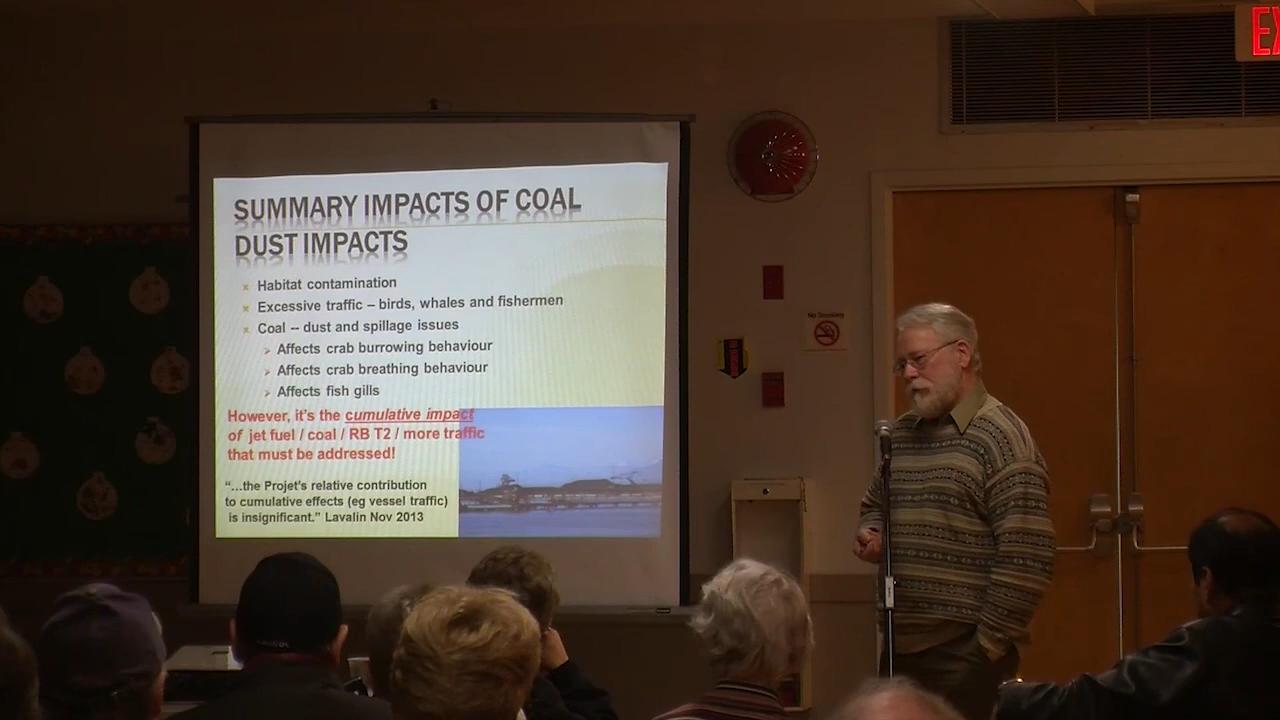 SUMMARY IMPACTS OF COAL
DUST IMPACTS
Habitat contamination
Excessive traffic – birds, whales and fishermen
Coal – dust and spillage issues
Affects crab burrowing behaviour
Affects crab breathing behaviour
Affects fish gills
However, it's the cumulative impact
of jet fuel / coal / RB T2 / more traffic
that must be addressed!
“...the Projet's relative contribution
to cumulative effects (eg vessel traffic)
is insignificant.” Lavalin Nov 2013
EX
No Smoking